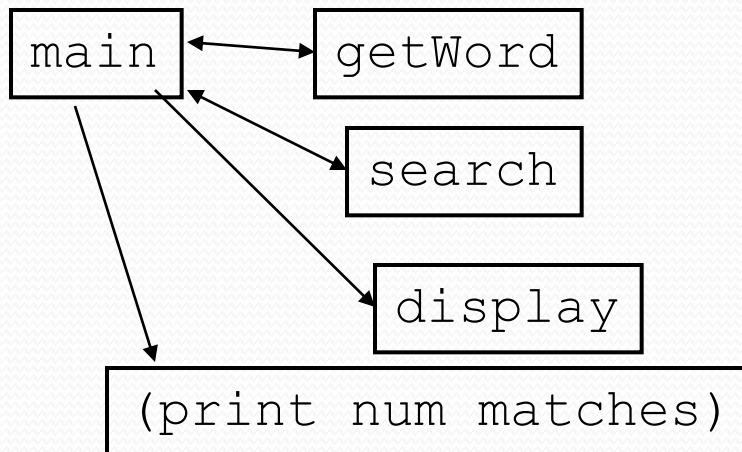 main
getWord
search
display
(print num matches)